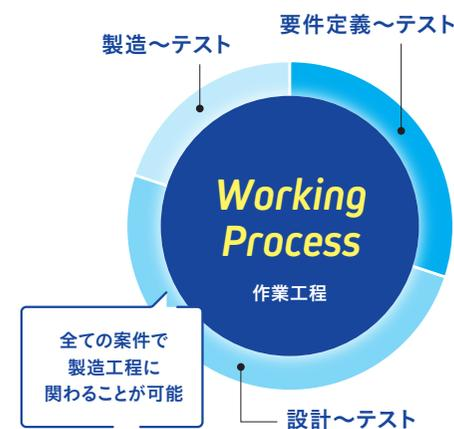 要件定義～テスト
製造～テスト
Working
Process
作業工程
全ての案件で
製造工程に
関わることが可能
設計～テスト